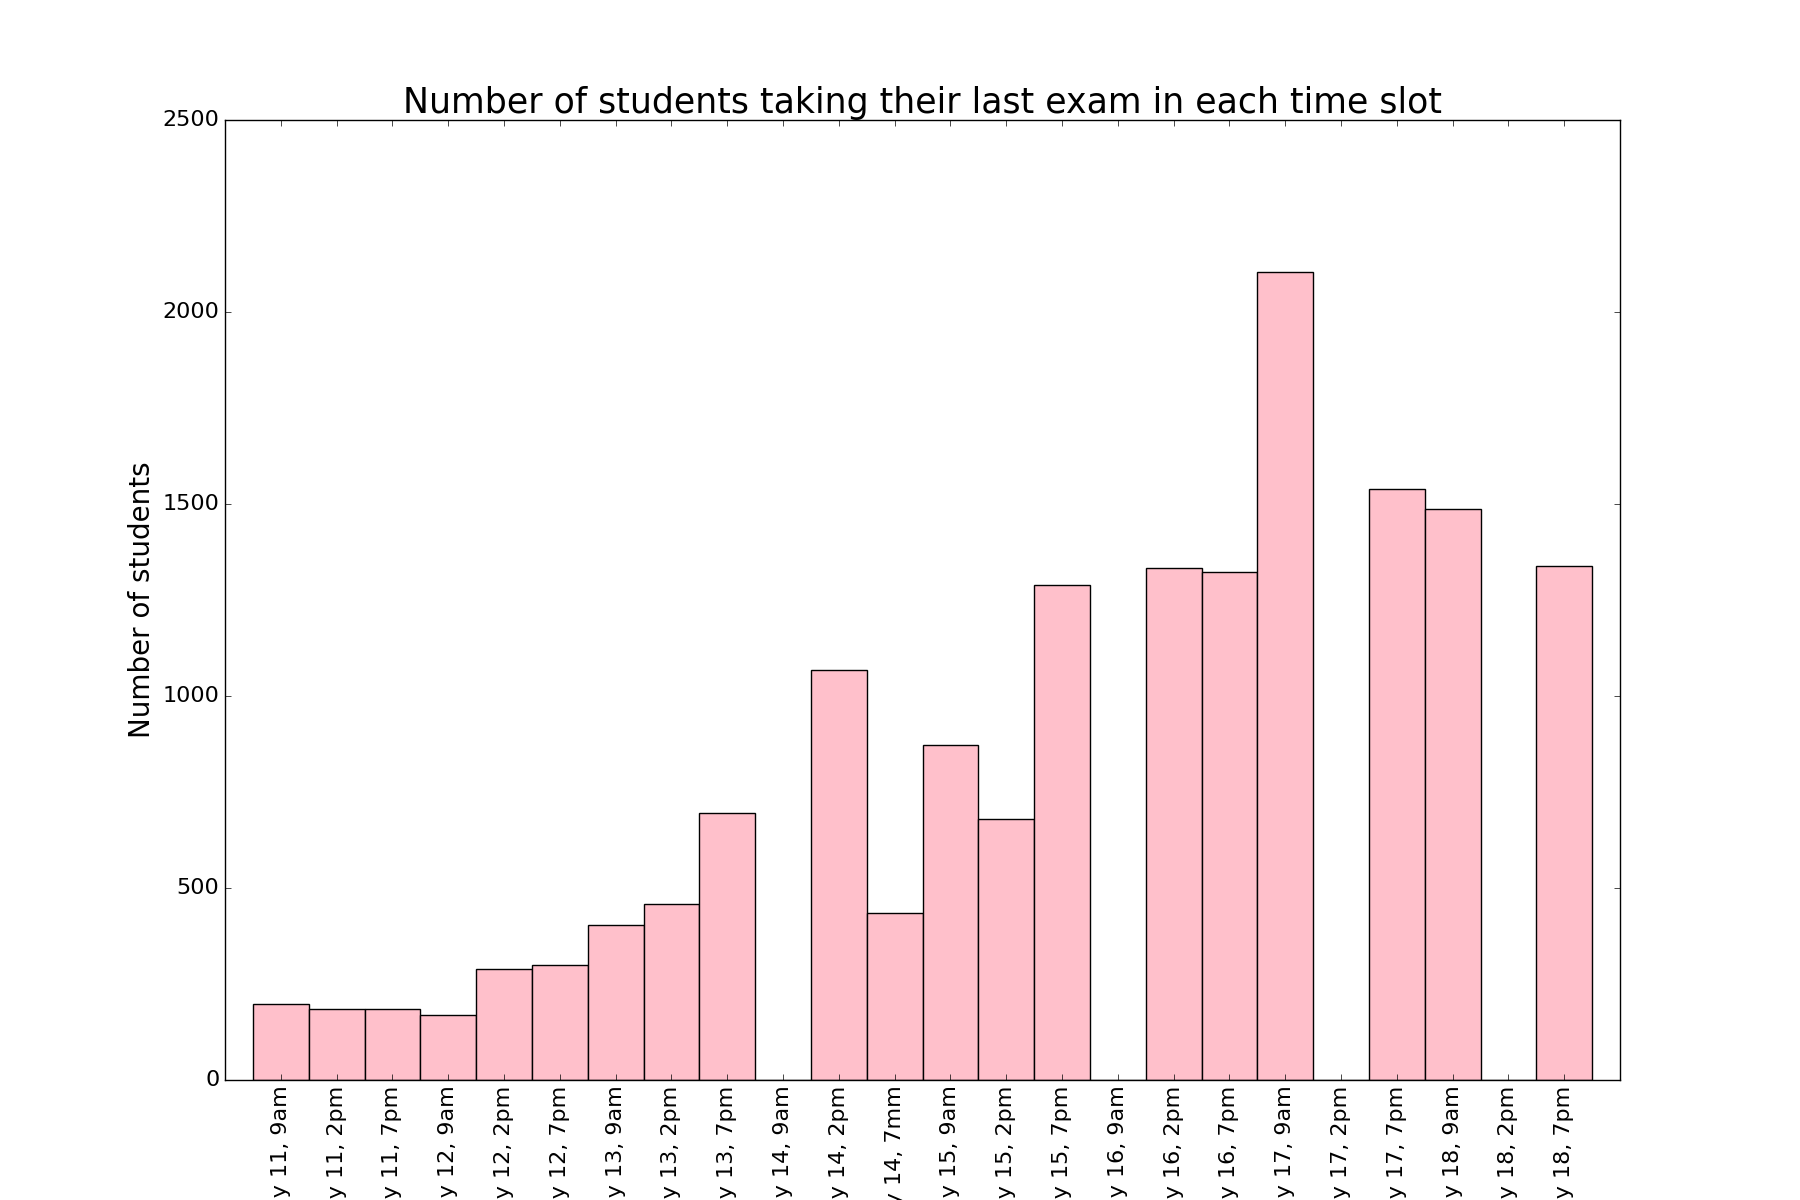 Number of students taking their last exam in each time slot
Number of students
2500
2000
1500
1000
500
0
y 11, 9am
y 11, 2pm
y 11, 7pm
y 12, 9am
y 12, 2pm
y 12, 7pm
y 13, 9am
y 13, 2pm
y 13, 7pm
y 14, 9am
y 14, 2pm
y 14, 7mm
y 15, 9am
y 15, 2pm
y 15, 7pm
y 16, 9am
y 16, 2pm
y 16, 7pm
y 17, 9am
y 17, 2pm
y 17, 7pm
y 18, 9am
y 18, 2pm
y 18, 7pm